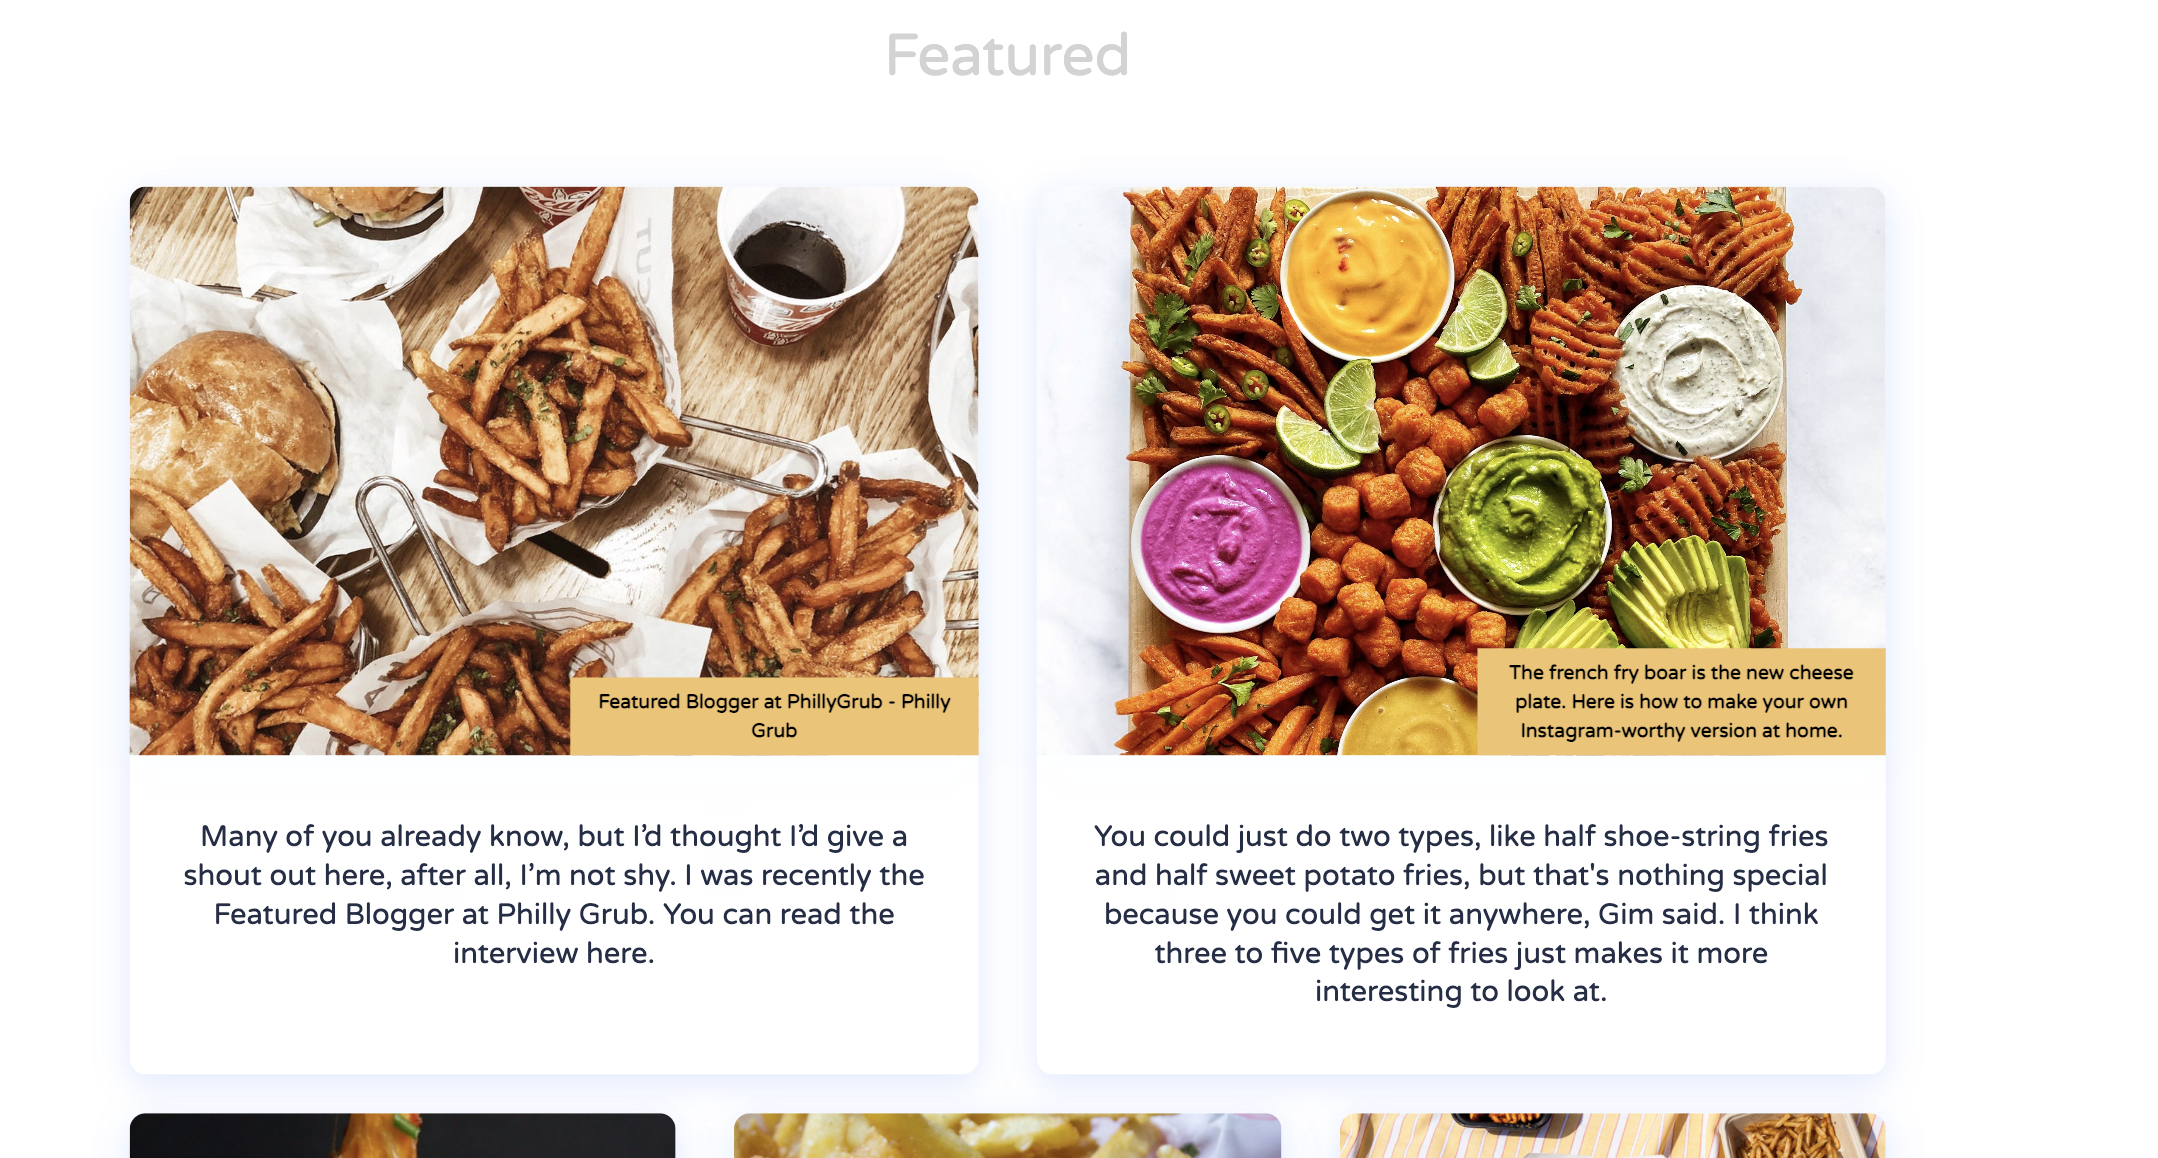 Featured
Featured Blogger at PhillyGrub - Philly
Grub
The french fry boar is the new cheese
plate. Here is how to make your own
Instagram-worthy version at home.
Many of you already know, but I’d thought I’d give a
shout out here, after all, I’m not shy. I was recently the
Featured Blogger at Philly Grub. You can read the
interview here.
You could just do two types, like half shoe-string fries
and half sweet potato fries, but that's nothing special
because you could get it anywhere, Gim said. I think
three to five types of fries just makes it more
interesting to look at.